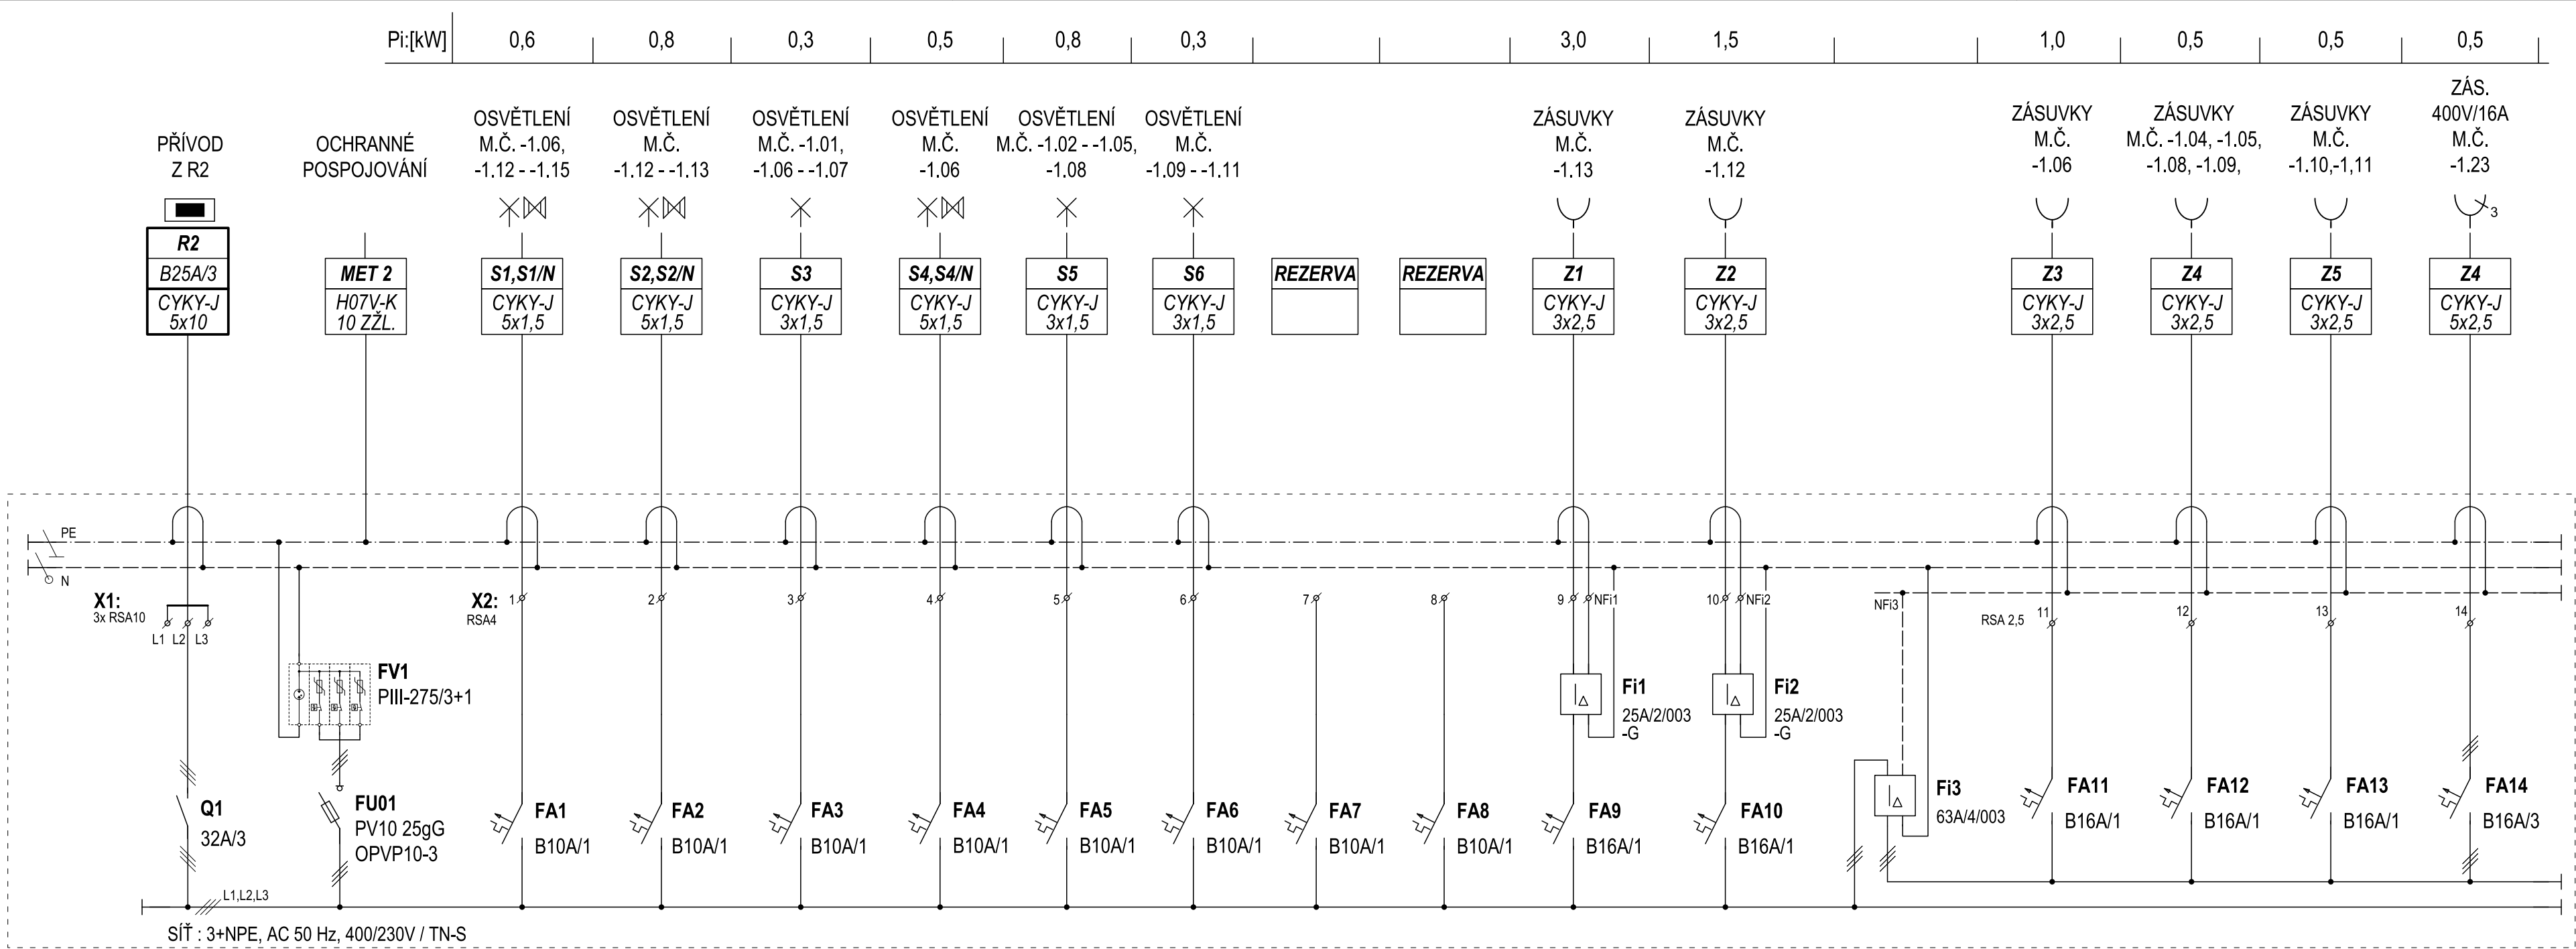 Pi:[kW] 0,6 0,8 0,3 0,5 0,8 0,3 3,0 1,5 1,0 0,5 0,5 0,5
PŘÍVOD
Z R2
OCHRANNÉ
POSPOJOVÁNÍ
OSVĚTLENÍ
M.Č. -1.06,
-1.12 - -1.15
OSVĚTLENÍ
M.Č.
-1.12 - -1.13
OSVĚTLENÍ
M.Č. -1.01,
-1.06 - -1.07
OSVĚTLENÍ
M.Č.
-1.06
OSVĚTLENÍ
M.Č. -1.02 - -1.05,
-1.08
OSVĚTLENÍ
M.Č.
-1.09 - -1.11
ZÁSUVKY
M.Č.
-1.13
ZÁSUVKY
M.Č.
-1.12
ZÁSUVKY
M.Č.
-1.06
ZÁSUVKY
M.Č. -1.04, -1.05,
-1.08, -1.09,
ZÁSUVKY
M.Č.
-1.10,-1,11
ZÁS.
400V/16A
M.Č.
-1.23
3
R2
B25A/3
CYKY-J
5x10
MET 2
H07V-K
10 ZŽL.
S1,S1/N
CYKY-J
5x1,5
S2,S2/N
CYKY-J
5x1,5
S3
CYKY-J
3x1,5
S4,S4/N
CYKY-J
5x1,5
S5
CYKY-J
3x1,5
S6
CYKY-J
3x1,5
REZERVA
REZERVA
Z1
CYKY-J
3x2,5
Z2
CYKY-J
3x2,5
Z3
CYKY-J
3x2,5
Z4
CYKY-J
3x2,5
Z5
CYKY-J
3x2,5
Z4
CYKY-J
5x2,5
PE
N
X1:
3x RSA10
L1 L2 L3
X2:
RSA4
1 2 3 4 5 6 7 8 9 NFi1 10 NFi2 NFi3
RSA 2,5 11 12 13 14
FV1
PIII-275/3+1
Fi1
25A/2/003
-G
Fi2
25A/2/003
-G
Fi3
63A/4/003
Q1
32A/3
FU01
PV10 25gG
OPVP10-3
FA1
B10A/1
FA2
B10A/1
FA3
B10A/1
FA4
B10A/1
FA5
B10A/1
FA6
B10A/1
FA7
B10A/1
FA8
B10A/1
FA9
B16A/1
FA10
B16A/1
FA11
B16A/1
FA12
B16A/1
FA13
B16A/1
FA14
B16A/3
L1,L2,L3
SÍŤ : 3+NPE, AC 50 Hz, 400/230V / TN-S